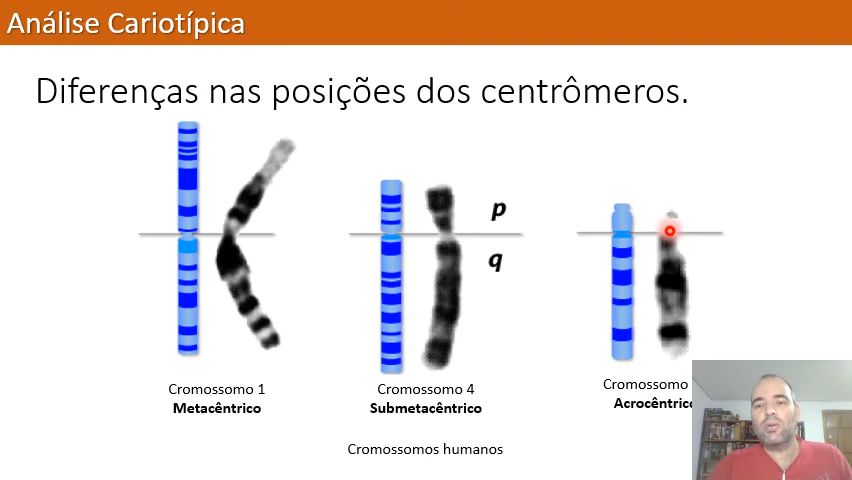 Análise Cariotípica
Diferenças nas posições dos centrômeros.
p
q
Cromossomo 1
Metacêntrico
Cromossomo 4
Submetacêntrico
Cromossomo
Acrocêntrico
Cromossomos humanos